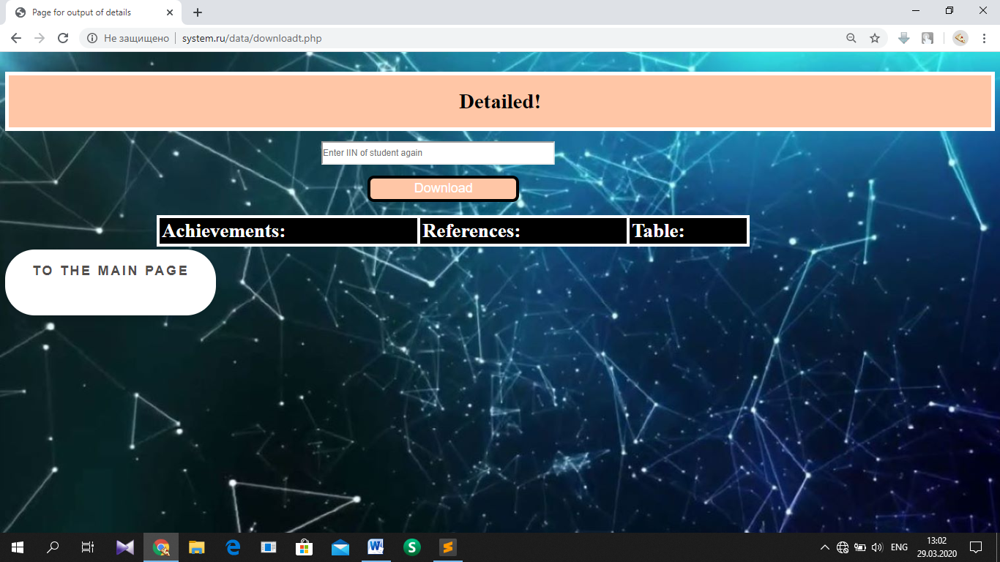 Page for output of details
Не защищено
system.ru/data/downloadt.php
Detailed!
Enter IIN of student again
Download
Achievements: References: Table:
TO THE MAIN PAGE
W
S
ENG
13:02
29.03.2020